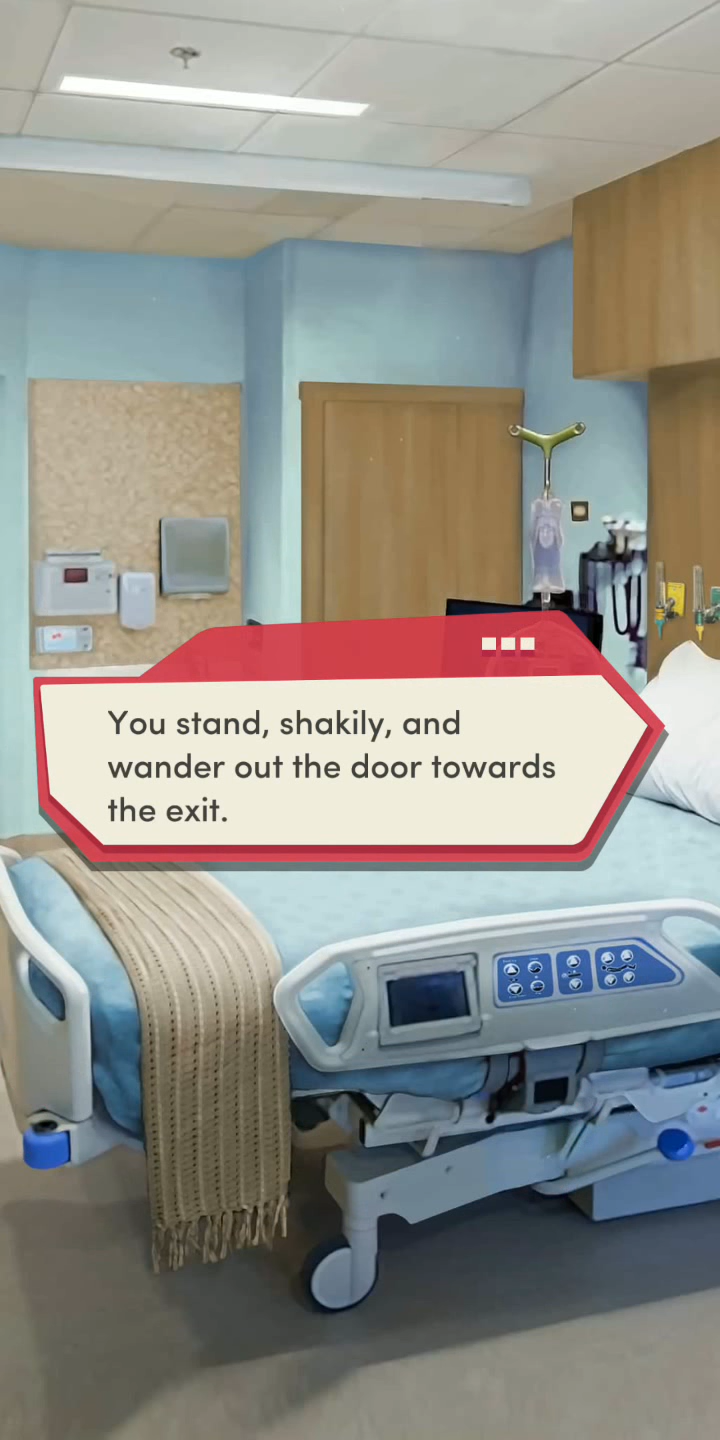 You stand, shakily, and
wander out the door towards
the exit.